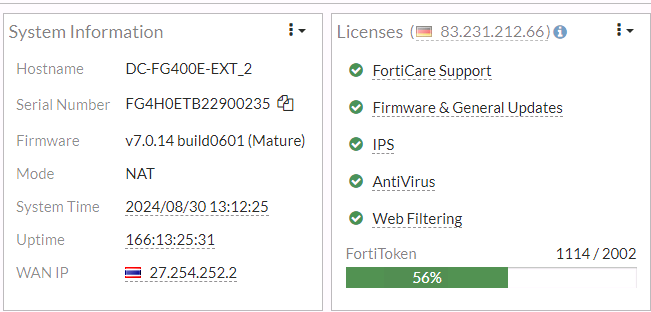 System Information
Hostname DC-FG400E-EXT_2
Serial Number FG4H0ETB22900235
Firmware v7.0.14 build0601 (Mature)
Mode NAT
System Time 2024/08/30 13:12:25
Uptime 166:13:25:31
WAN IP 27.254.252.2
Licenses (83.231.212.66)
FortiCare Support
Firmware & General Updates
IPS
AntiVirus
Web Filtering
FortiToken 1114 / 2002
56%